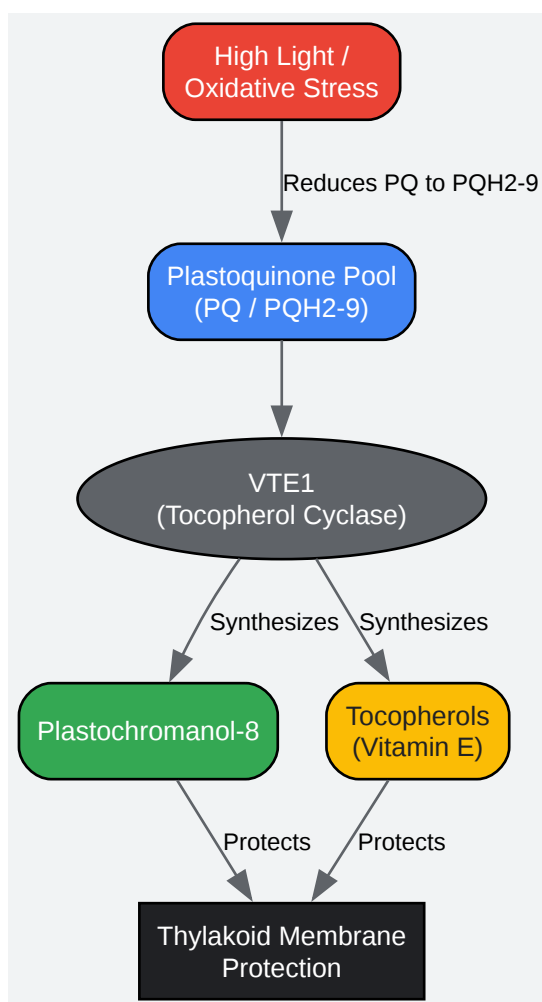 High Light /
Oxidative Stress
Reduces PQ to PQH2-9
Plastoquinone Pool
(PQ / PQH2-9)
VTE1
(Tocopherol Cyclase)
Synthesizes
Synthesizes
Plastochromanol-8
Tocopherols
(Vitamin E)
Protects
Protects
Thylakoid Membrane
Protection